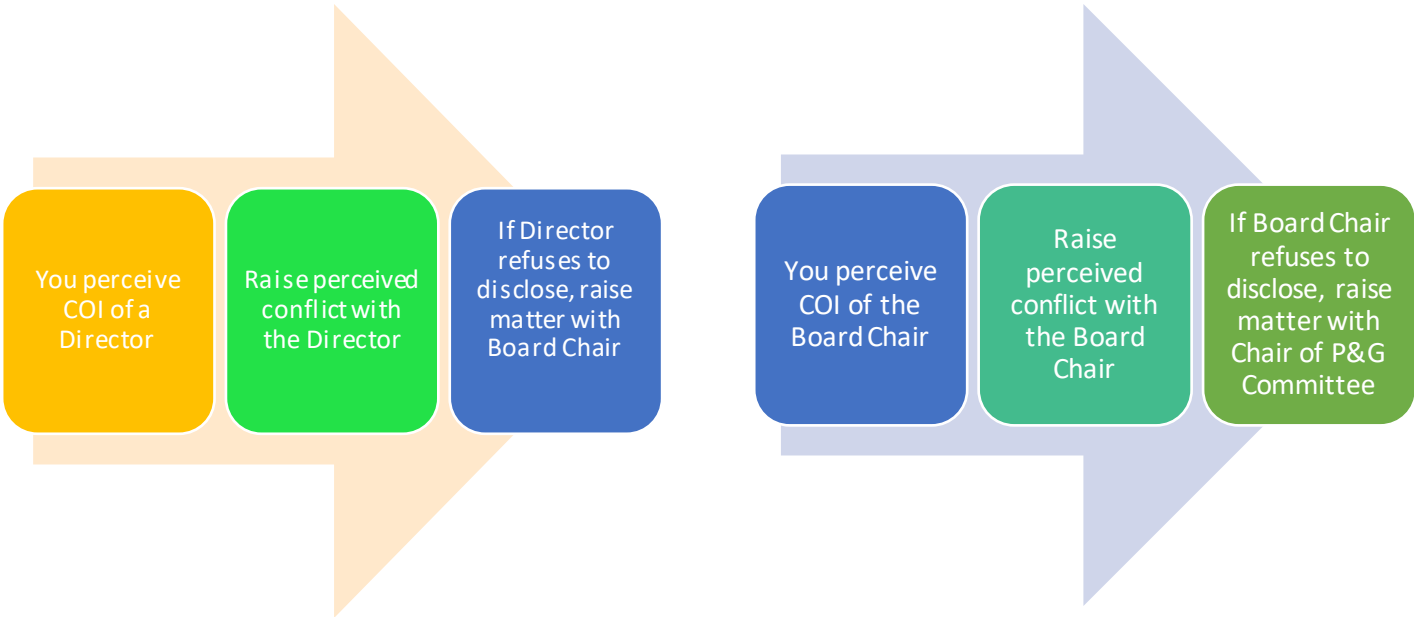 You perceive
COI of a
Director
Raise perceived
conflict with
the Director
If Director
refuses to
disclose, raise
matter with
Board Chair
You perceive
COI of the
Board Chair
Raise
perceived
conflict with
the Board
Chair
If Board Chair
refuses to
disclose, raise
matter with
Chair of P&G
Committee